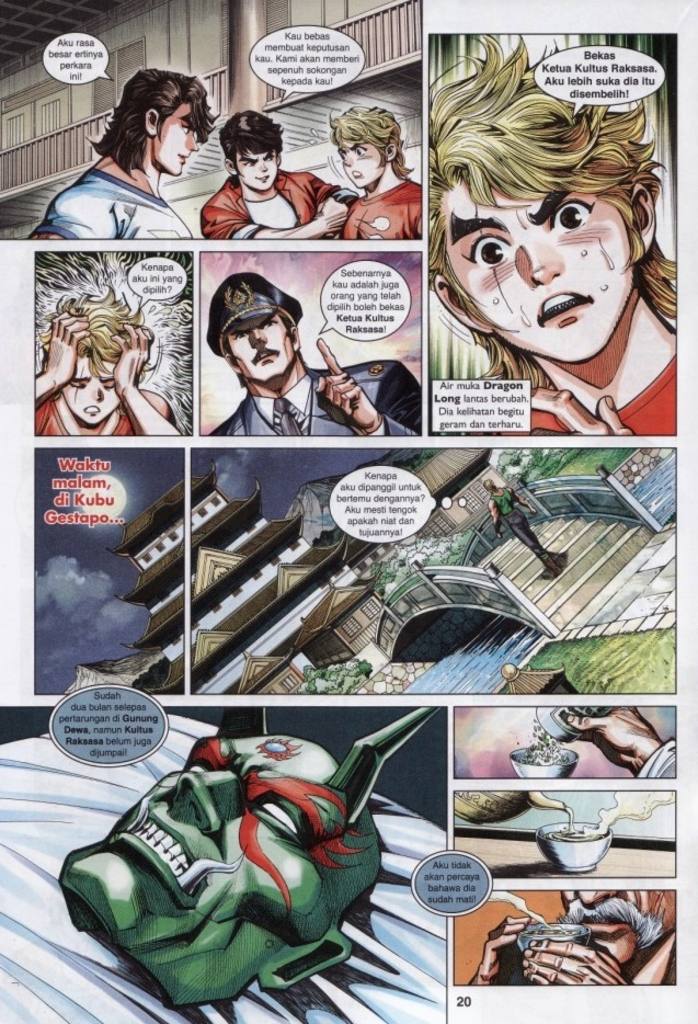 Aku rasa
besar ertinya
perkara
ini!
Kau bebas
membuat keputusan
kau. Kami akan memberi
sepenuh sokongan
kepada kau!
Bekas
Ketua Kultus Raksasa.
Aku lebih suka dia itu
disembelih!
Air muka Dragon
Long lantas berubah.
Dia kelihatan begitu
geram dan terharu.
Kenapa
aku ini yang
dipilih?
Sebenarnya
kau adalah juga
orang yang telah
dipilih boleh bekas
Ketua Kultus
Raksasa!
Waktu
malam,
di Kubu
Gestapo...
Kenapa
aku dipanggil untuk
bertemu dengannya?
Aku mesti tentang
apakah niat dan
tujuannya!
Sudah
dua bulan selepas
pertarungan di Gunung
Dewa, namun Kultus
Raksasa belum juga
dijumpai!
Aku tidak
akan percaya
bahawa dia
sudah mati!
20